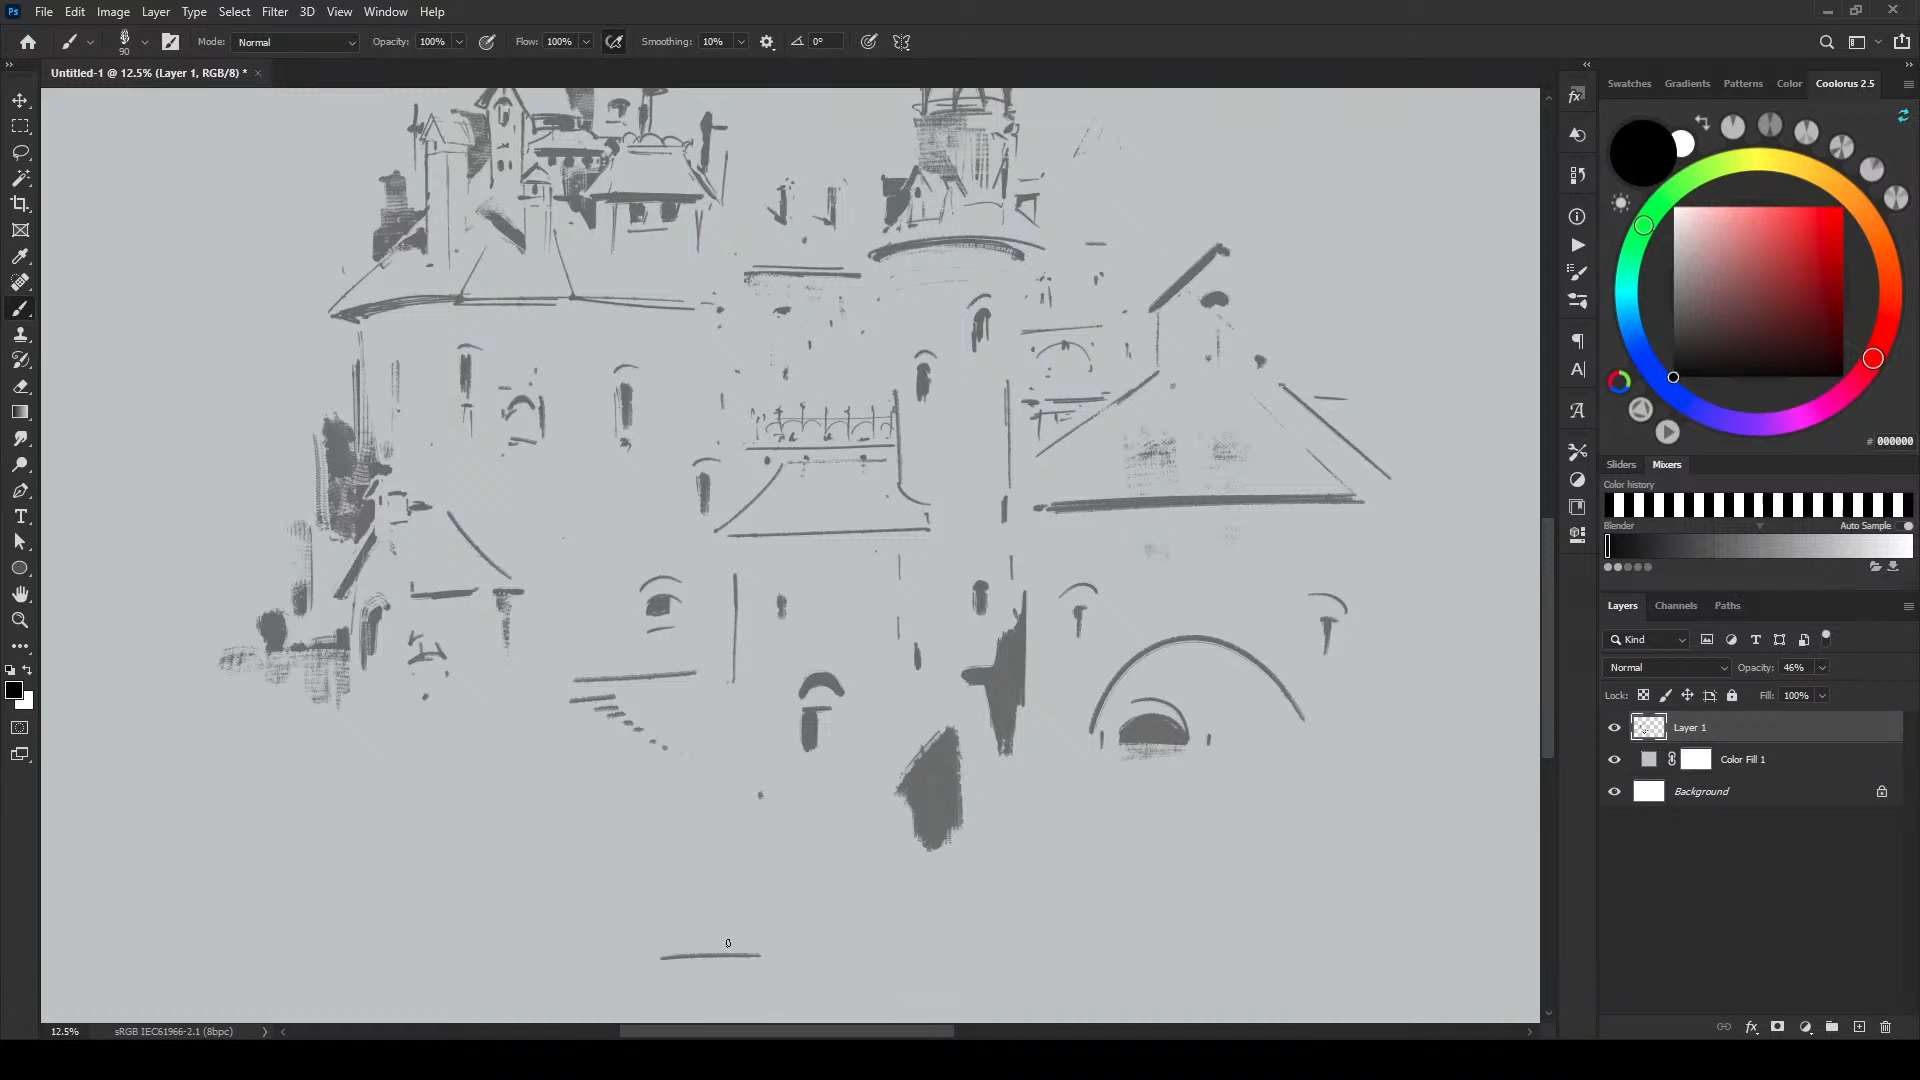 Ps File Edit Image Layer Type Select Filter 3D View Window Help
90 Mode: Normal Opacity: 100% Flow: 100% Smoothing: 10% 0°
Untitled-1 @ 12.5% (Layer 1, RGB/8) *
Swatches Gradients Patterns Color Coolorus 2.5
# 000000
Sliders Mixers
Color history
Blender Auto Sample
Layers Channels Paths
Kind
Normal Opacity: 46%
Lock: Fill: 100%
Layer 1
Color Fill 1
Background
12.5% sRGB IEC61966-2.1 (8bpc)